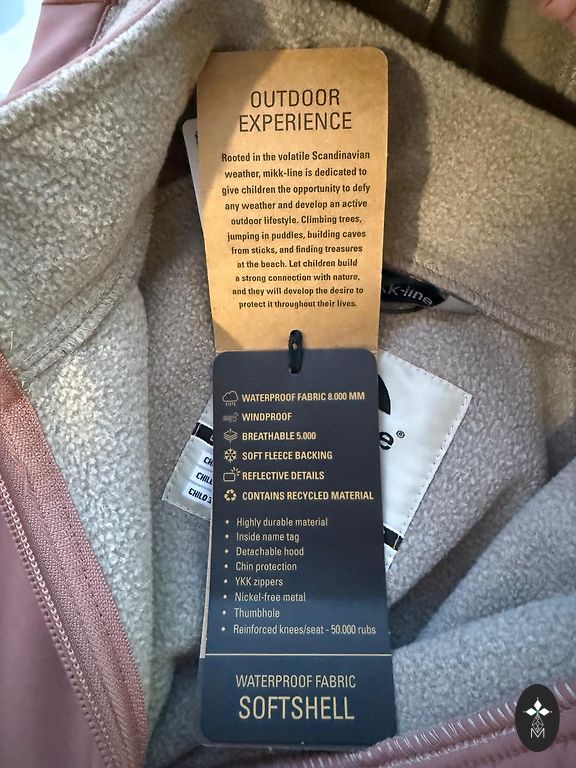 OUTDOOR
EXPERIENCE
Rooted in the volatile Scandinavian
weather, mikk-line is dedicated to
give children the opportunity to defy
any weather and develop an active
outdoor lifestyle. Climbing trees,
jumping in puddles, building caves
from sticks, and finding treasures
at the beach. Let children build
a strong connection with nature,
and they will develop the desire to
protect it throughout their lives.
kk-line
WATERPROOF FABRIC 8.000 MM
WINDPROOF
BREATHABLE 5.000
SOFT FLEECE BACKING
REFLECTIVE DETAILS
CONTAINS RECYCLED MATERIAL
• Highly durable material
• Inside name tag
• Detachable hood
• Chin protection
• YKK zippers
• Nickel-free metal
• Thumbhole
• Reinforced knees/seat - 50.000 rubs
WATERPROOF FABRIC
SOFTSHELL
e®